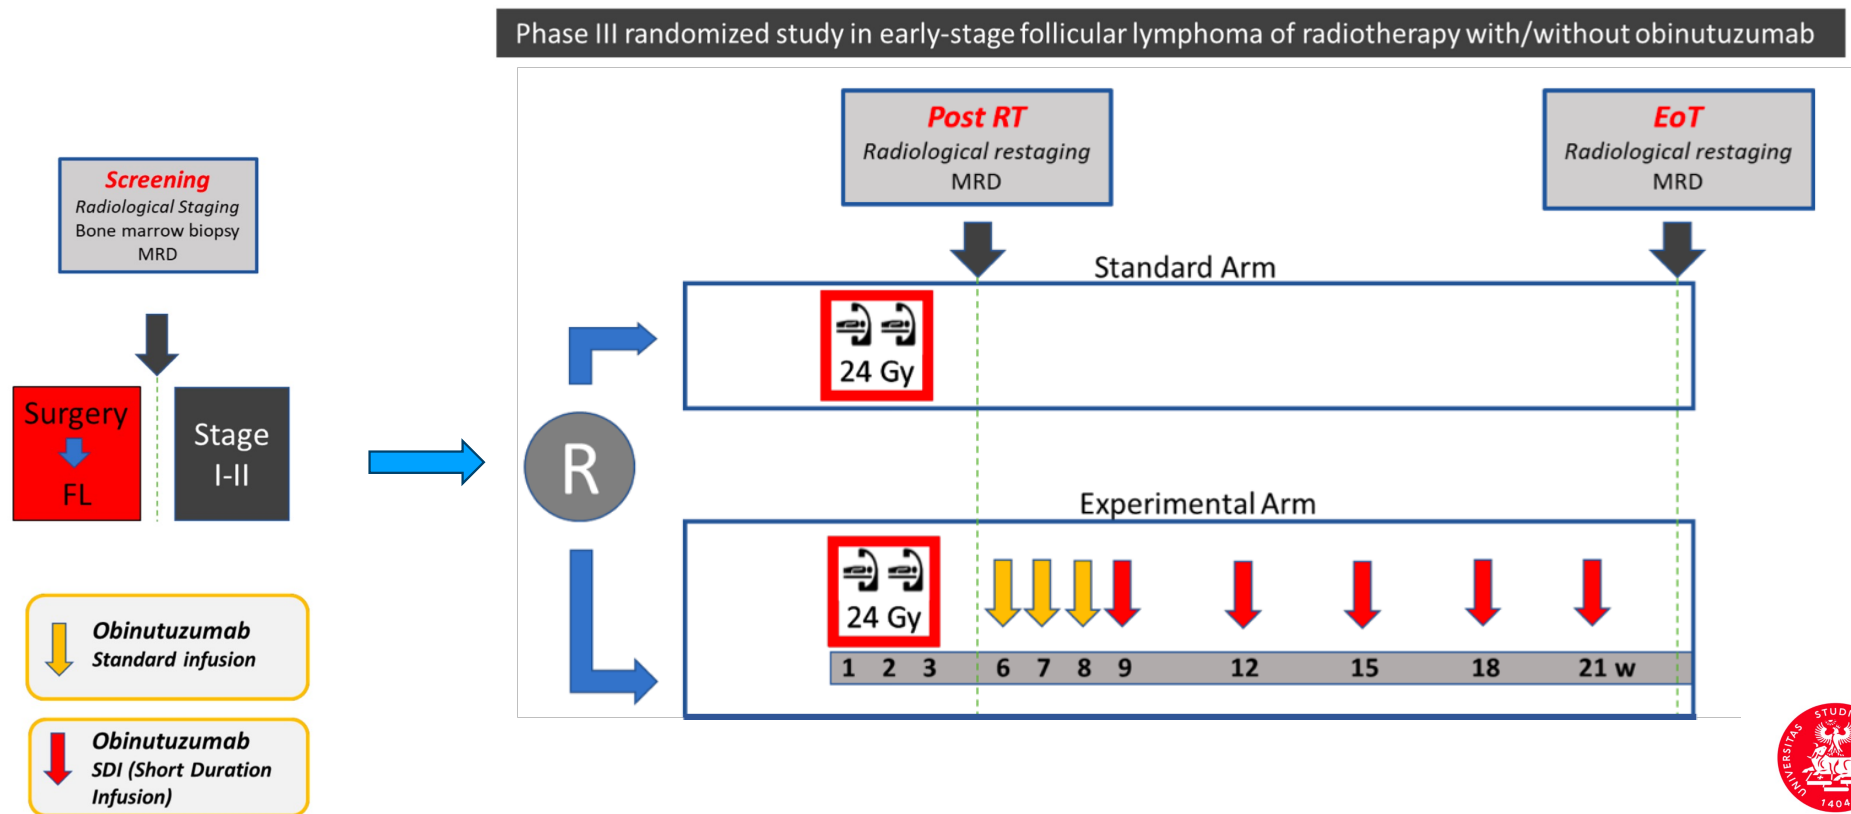 Phase III randomized study in early-stage follicular lymphoma of radiotherapy with/without obinutuzumab
Screening
Radiological Staging
Bone marrow biopsy
MRD
Surgery
FL
Stage
I-II
Post RT
Radiological restaging
MRD
EoT
Radiological restaging
MRD
R
Standard Arm
24 Gy
Experimental Arm
24 Gy
1 2 3 6 7 8 9 12 15 18 21 w
Obinutuzumab
Standard infusion
Obinutuzumab
SDI (Short Duration
Infusion)
UNIVERSITAS STUD
1404